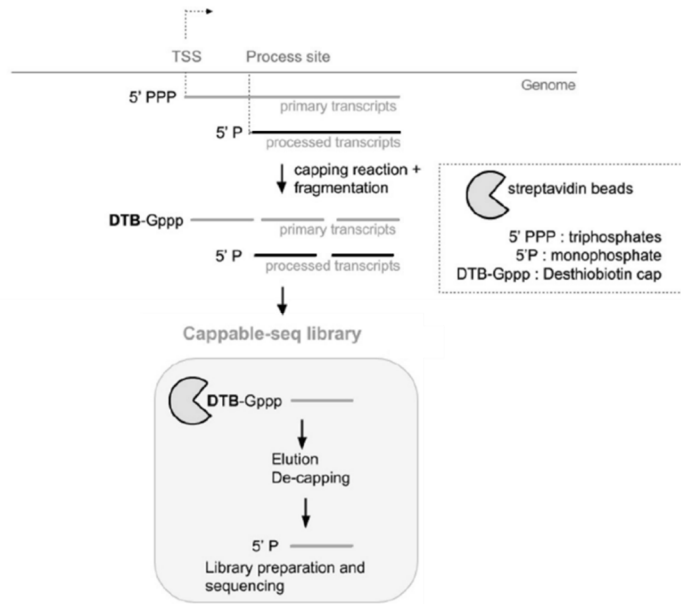 TSS
Process site
Genome
5' PPP
primary transcripts
5' P
processed transcripts
capping reaction +
fragmentation
streptavidin beads
5' PPP : triphosphates
5'P : monophosphate
DTB-Gppp : Desthiobiotin cap
DTB-Gppp
primary transcripts
5' P
processed transcripts
Cappable-seq library
DTB-Gppp
Elution
De-capping
5' P
Library preparation and
sequencing